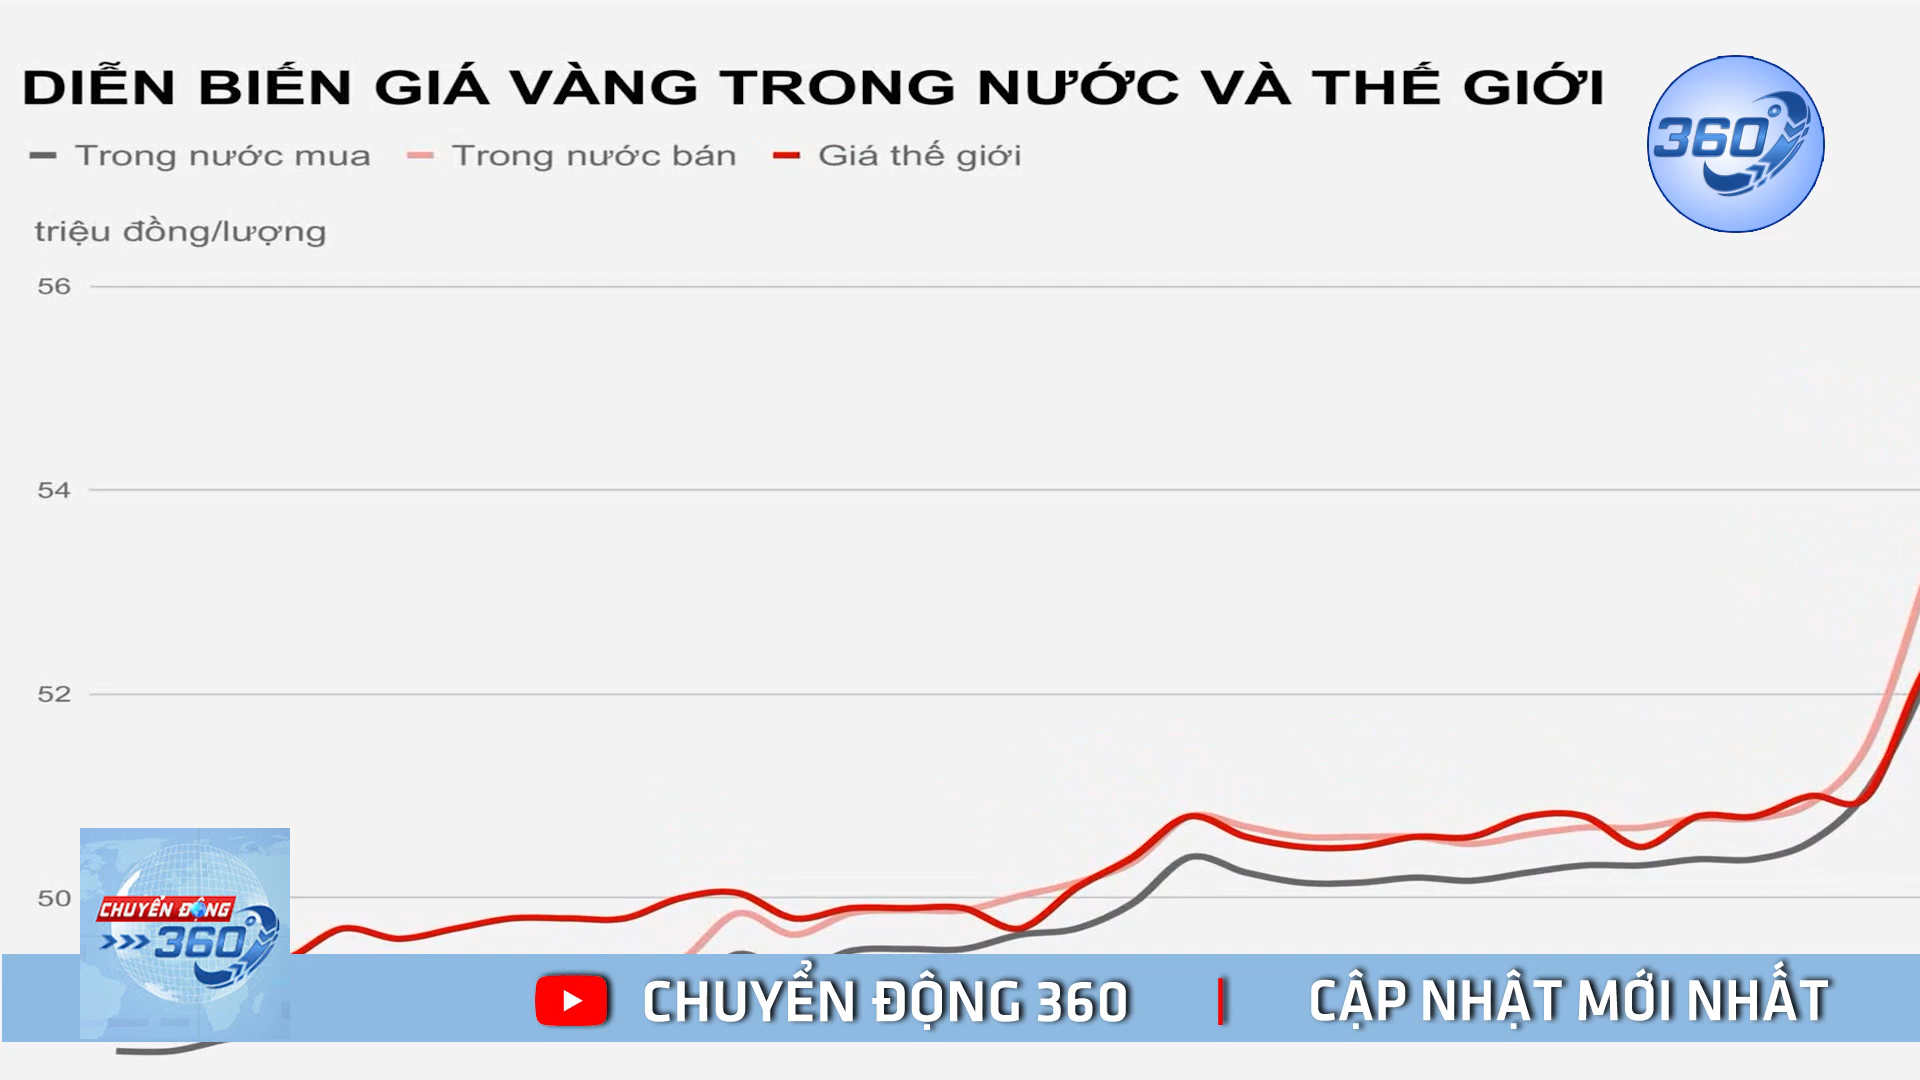 DIỄN BIẾN GIÁ VÀNG TRONG NƯỚC VÀ THẾ GIỚI
360°
Trong nước mua Trong nước bán Giá thế giới
triệu đồng/lượng
56
54
52
50
CHUYỂN ĐỘNG
360°
CHUYỂN ĐỘNG 360 | CẬP NHẬT MỚI NHẤT